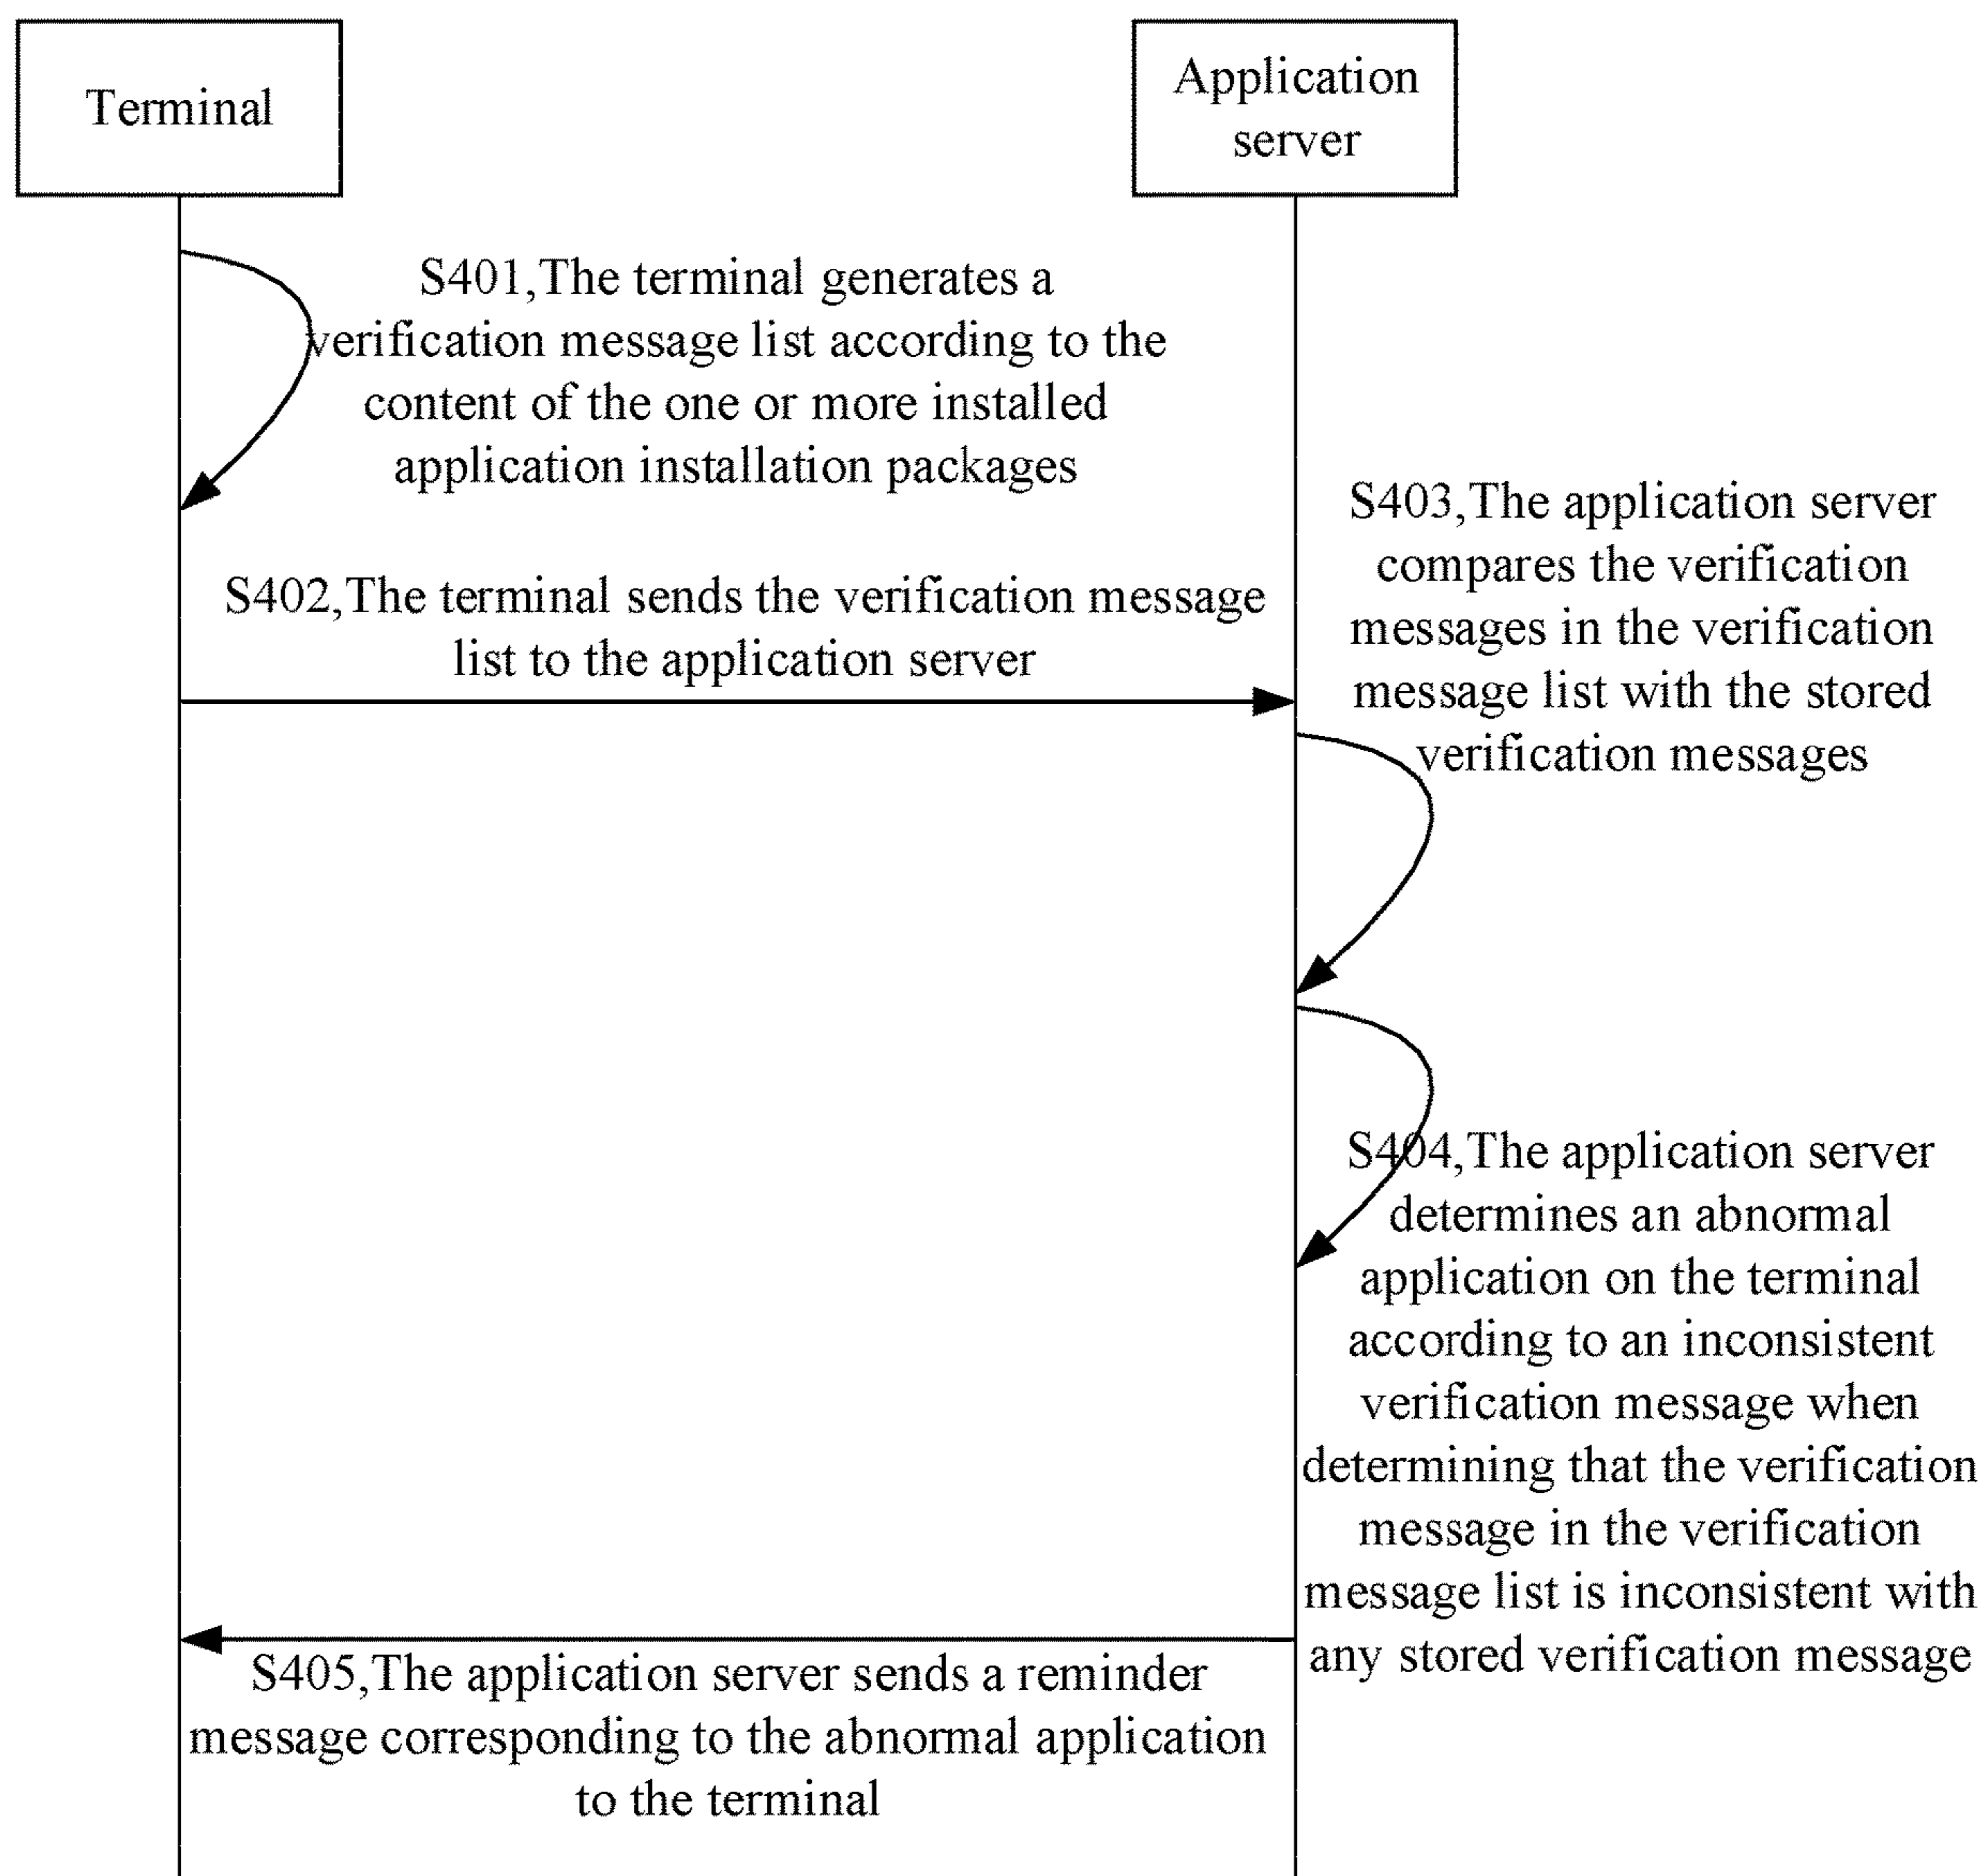 Terminal
Application
server
S401,The terminal generates a
verification message list according to the
content of the one or more installed
application installation packages
S402,The terminal sends the verification message
list to the application server
S403,The application server
compares the verification
messages in the verification
message list with the stored
verification messages
S404,The application server
determines an abnormal
application on the terminal
according to an inconsistent
verification message when
determining that the verification
message in the verification
message list is inconsistent with
any stored verification message
S405,The application server sends a reminder
message corresponding to the abnormal application
to the terminal